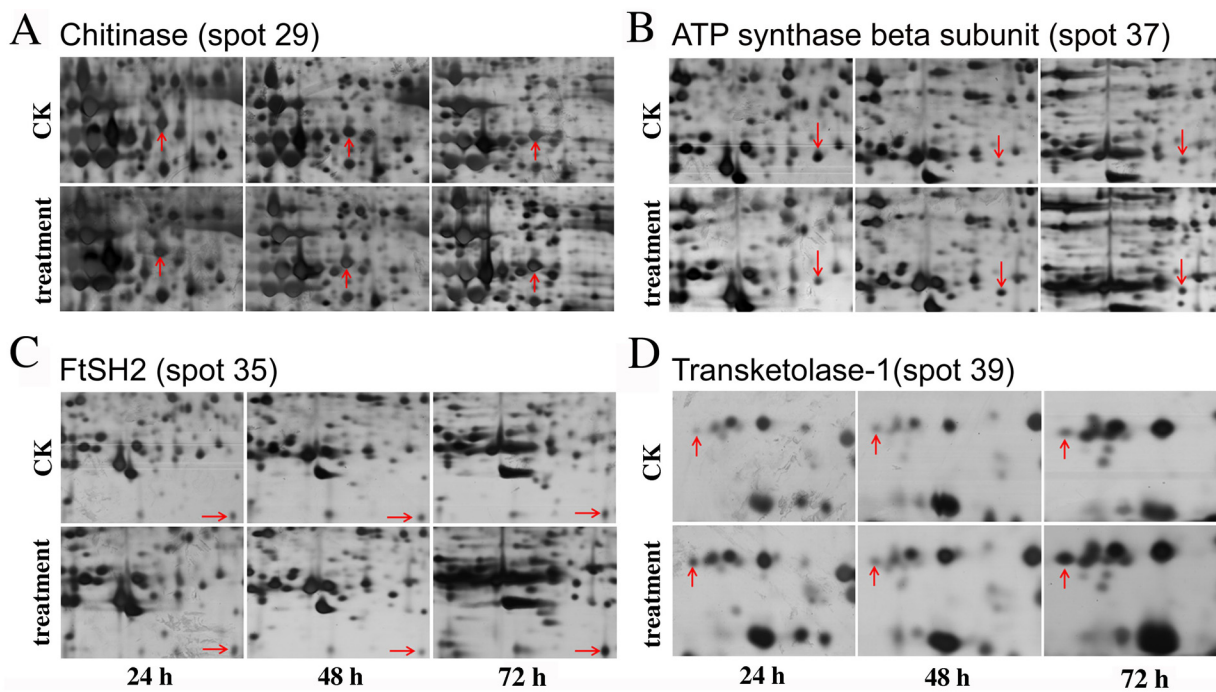 A Chitinase (spot 29)
CK
treatment
B ATP synthase beta subunit (spot 37)
CK
treatment
C FtSH2 (spot 35)
CK
treatment
24 h 48 h 72 h
D Transketolase-1(spot 39)
CK
treatment
24 h 48 h 72 h